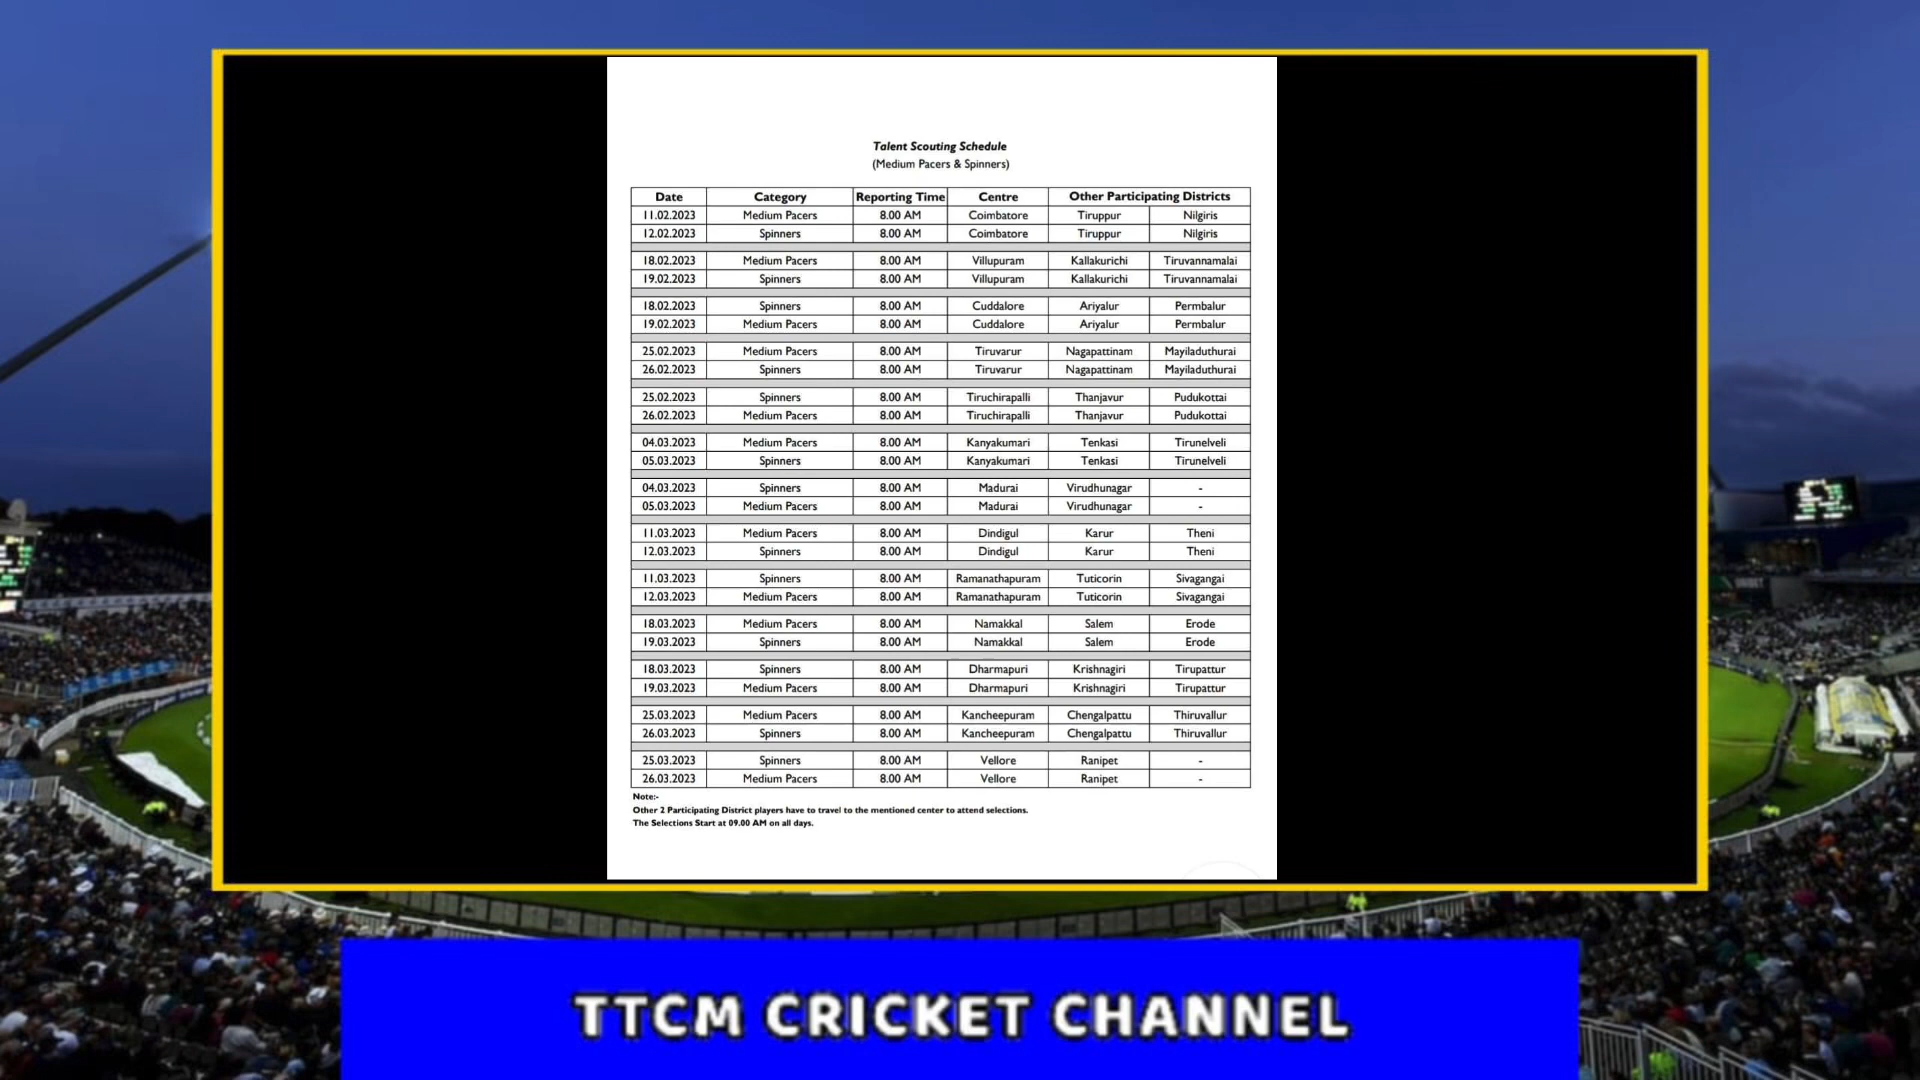 Talent Scouting Schedule
(Medium Pacers & Spinners)
Date Category Reporting Time Centre Other Participating Districts
11.02.2023 Medium Pacers 8.00 AM Coimbatore Tiruppur Nilgiris
12.02.2023 Spinners 8.00 AM Coimbatore Tiruppur Nilgiris
18.02.2023 Medium Pacers 8.00 AM Villupuram Kallakurichi Tiruvannamalai
19.02.2023 Spinners 8.00 AM Villupuram Kallakurichi Tiruvannamalai
18.02.2023 Spinners 8.00 AM Cuddalore Ariyalur Permbalur
19.02.2023 Medium Pacers 8.00 AM Cuddalore Ariyalur Permbalur
25.02.2023 Medium Pacers 8.00 AM Tiruvarur Nagapattinam Mayiladuthurai
26.02.2023 Spinners 8.00 AM Tiruvarur Nagapattinam Mayiladuthurai
25.02.2023 Spinners 8.00 AM Tiruchirapalli Thanjavur Pudukottai
26.02.2023 Medium Pacers 8.00 AM Tiruchirapalli Thanjavur Pudukottai
04.03.2023 Medium Pacers 8.00 AM Kanyakumari Tenkasi Tirunelveli
05.03.2023 Spinners 8.00 AM Kanyakumari Tenkasi Tirunelveli
04.03.2023 Spinners 8.00 AM Madurai Virudhunagar -
05.03.2023 Medium Pacers 8.00 AM Madurai Virudhunagar -
11.03.2023 Medium Pacers 8.00 AM Dindigul Karur Theni
12.03.2023 Spinners 8.00 AM Dindigul Karur Theni
11.03.2023 Spinners 8.00 AM Ramanathapuram Tuticorin Sivagangai
12.03.2023 Medium Pacers 8.00 AM Ramanathapuram Tuticorin Sivagangai
18.03.2023 Medium Pacers 8.00 AM Namakkal Salem Erode
19.03.2023 Spinners 8.00 AM Namakkal Salem Erode
18.03.2023 Spinners 8.00 AM Dharmapuri Krishnagiri Tirupattur
19.03.2023 Medium Pacers 8.00 AM Dharmapuri Krishnagiri Tirupattur
25.03.2023 Medium Pacers 8.00 AM Kancheepuram Chengalpattu Thiruvallur
26.03.2023 Spinners 8.00 AM Kancheepuram Chengalpattu Thiruvallur
25.03.2023 Spinners 8.00 AM Vellore Ranipet -
26.03.2023 Medium Pacers 8.00 AM Vellore Ranipet -
Note:-
Other 2 Participating District players have to travel to the mentioned center to attend selections.
The Selections Start at 09.00 AM on all days.
TTCM CRICKET CHANNEL